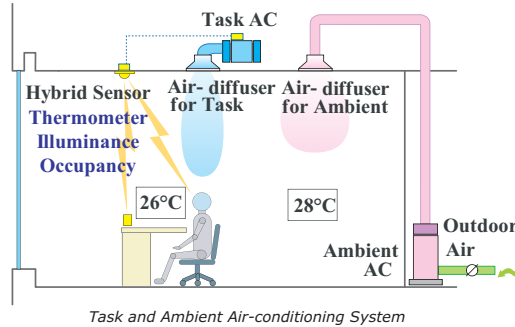 Task AC
Hybrid Sensor
Thermometer
Illuminance
Occupancy
Air- diffuser
for Task
Air- diffuser
for Ambient
26°C
28°C
Outdoor
Air
Ambient
AC
Task and Ambient Air-conditioning System